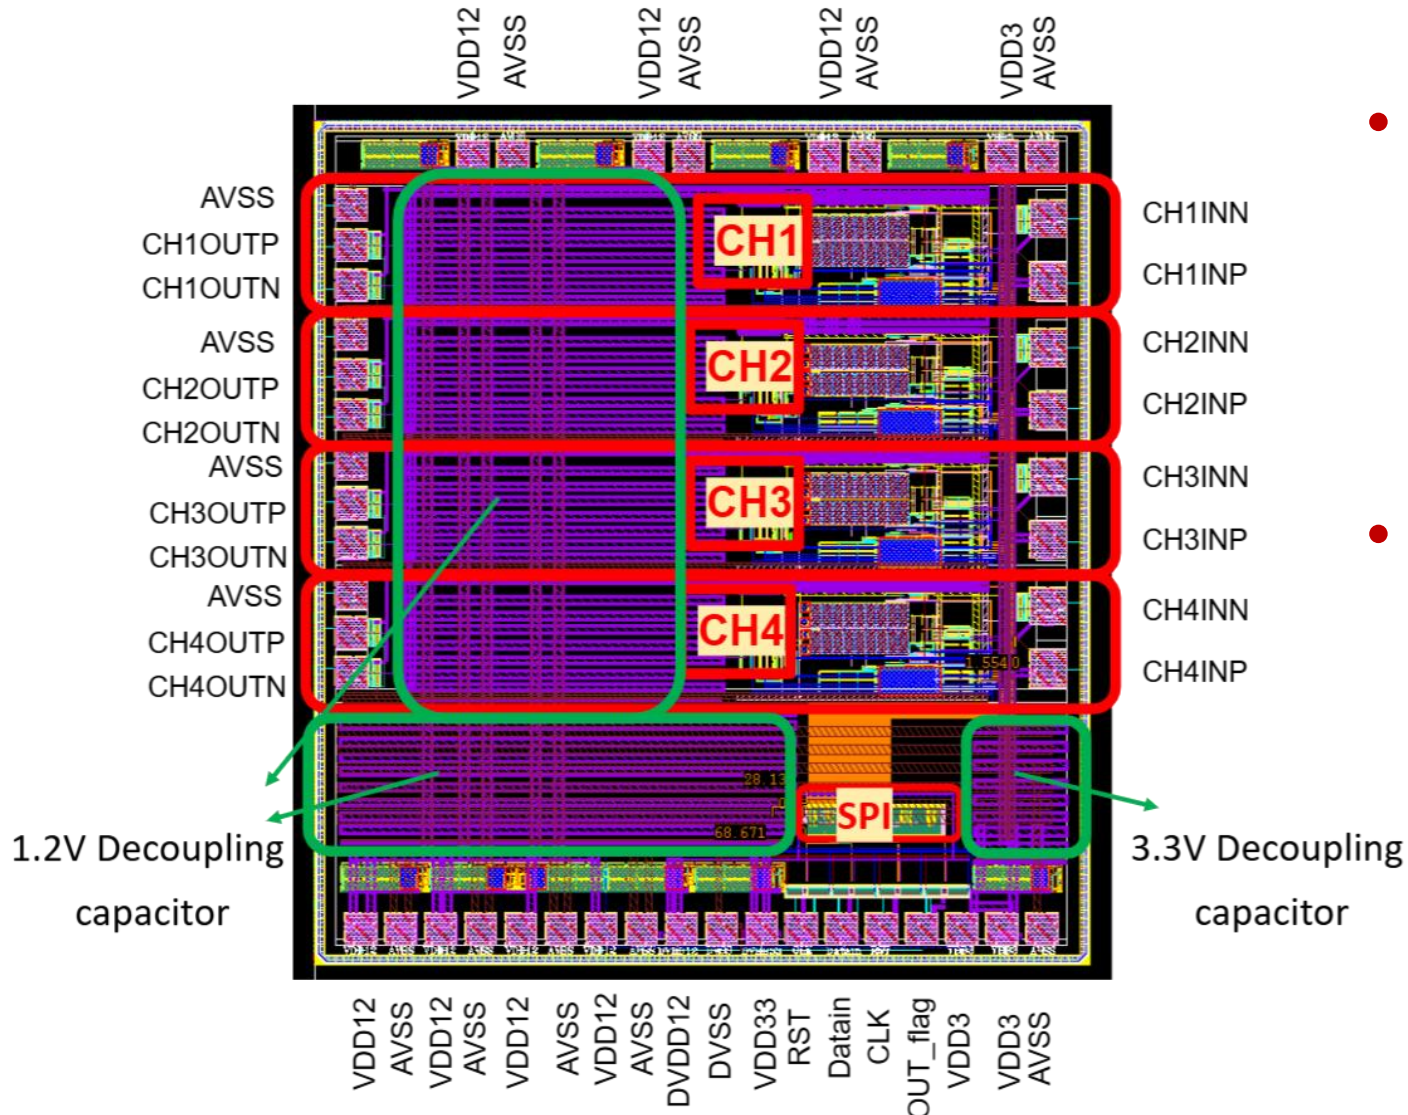 VDD12
AVSS
VDD12
AVSS
VDD12
AVSS
VDD3
AVSS
AVSS
CH1OUTP
CH1OUTN
AVSS
CH2OUTP
CH2OUTN
AVSS
CH3OUTP
CH3OUTN
AVSS
CH4OUTP
CH4OUTN
CH1
CH2
CH3
CH4
SPI
CH1INN
CH1INP
CH2INN
CH2INP
CH3INN
CH3INP
CH4INN
CH4INP
1.5540
28.13
68.671
1.2V Decoupling
capacitor
3.3V Decoupling
capacitor
VDD12
AVSS
VDD12
AVSS
VDD12
AVSS
VDD12
AVSS
DVDD12
DVSS
VDD33
RST
Datain
CLK
OUT_flag
VDD3
VDD3
AVSS